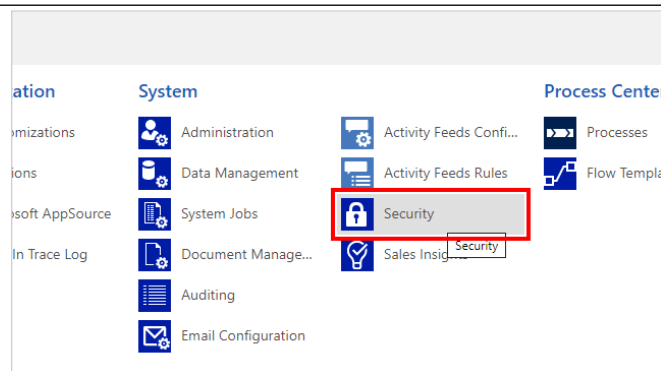 ation
System
Process Cente
omizations
Administration
Activity Feeds Confi...
Processes
ions
Data Management
Activity Feeds Rules
Flow Templa
osoft AppSource
System Jobs
Security
In Trace Log
Document Manage...
Sales Insig
Security
Auditing
Email Configuration